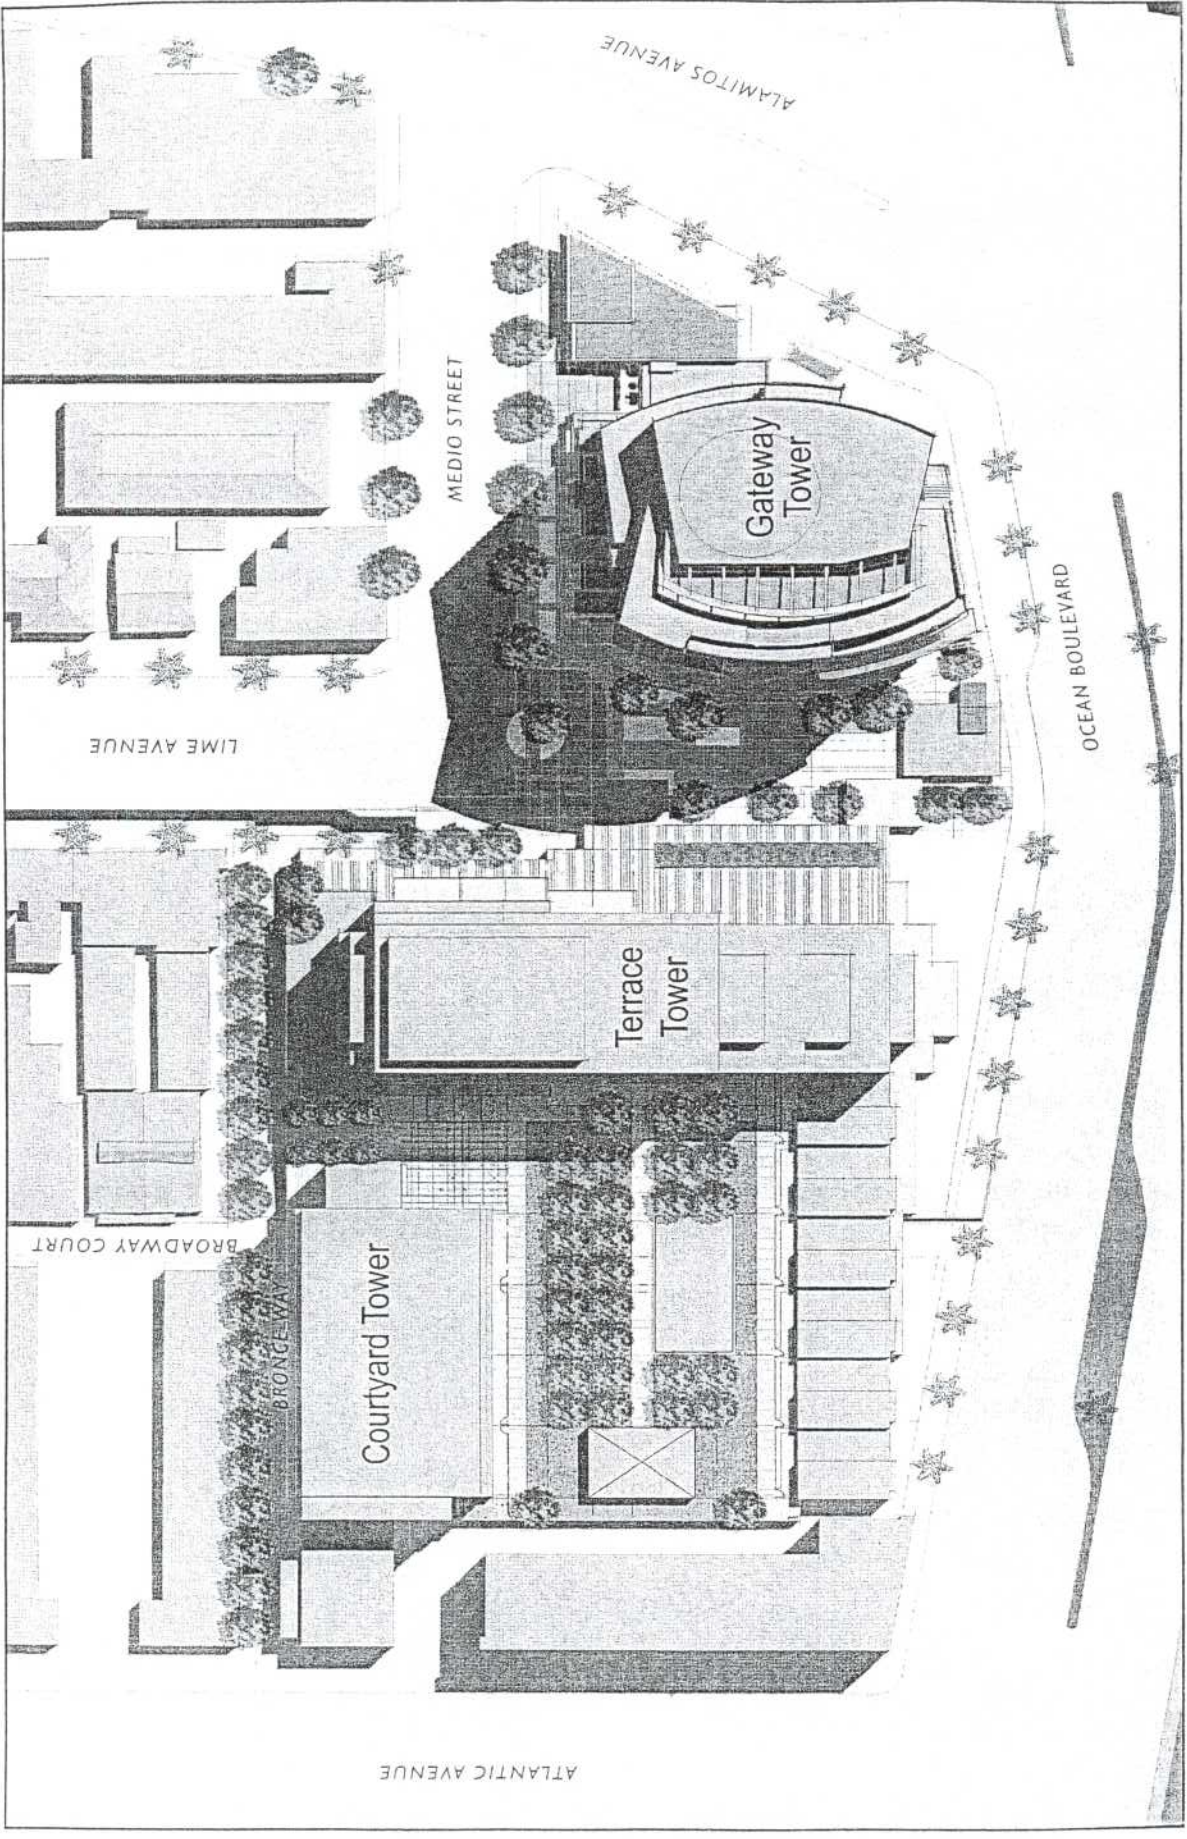 ALAMITOS AVENUE
MEDIO STREET
Gateway
Tower
OCEAN BOULEVARD
LIME AVENUE
Terrace
Tower
BROADWAY COURT
BRONCE WAY
Courtyard Tower
ATLANTIC AVENUE